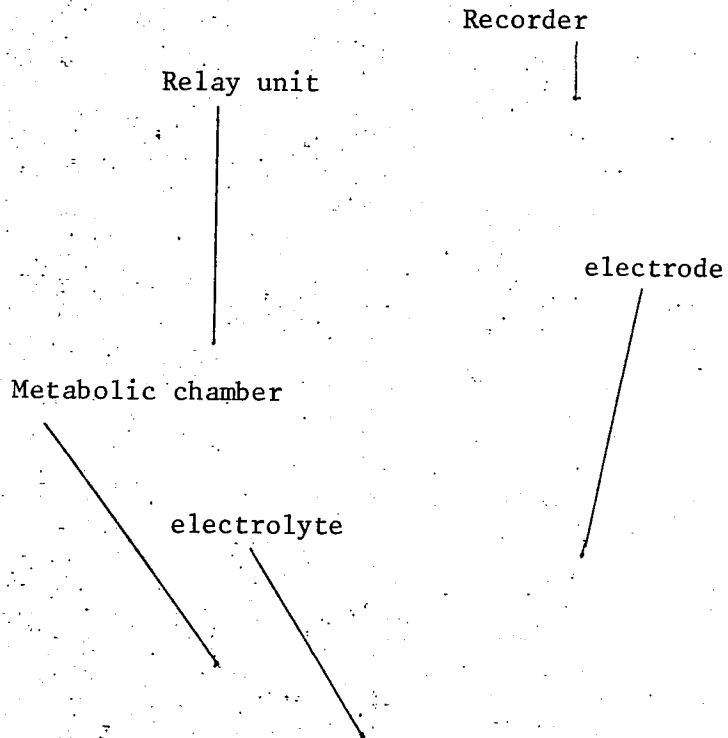 Recorder
Relay unit
electrode
Metabolic chamber
electrolyte